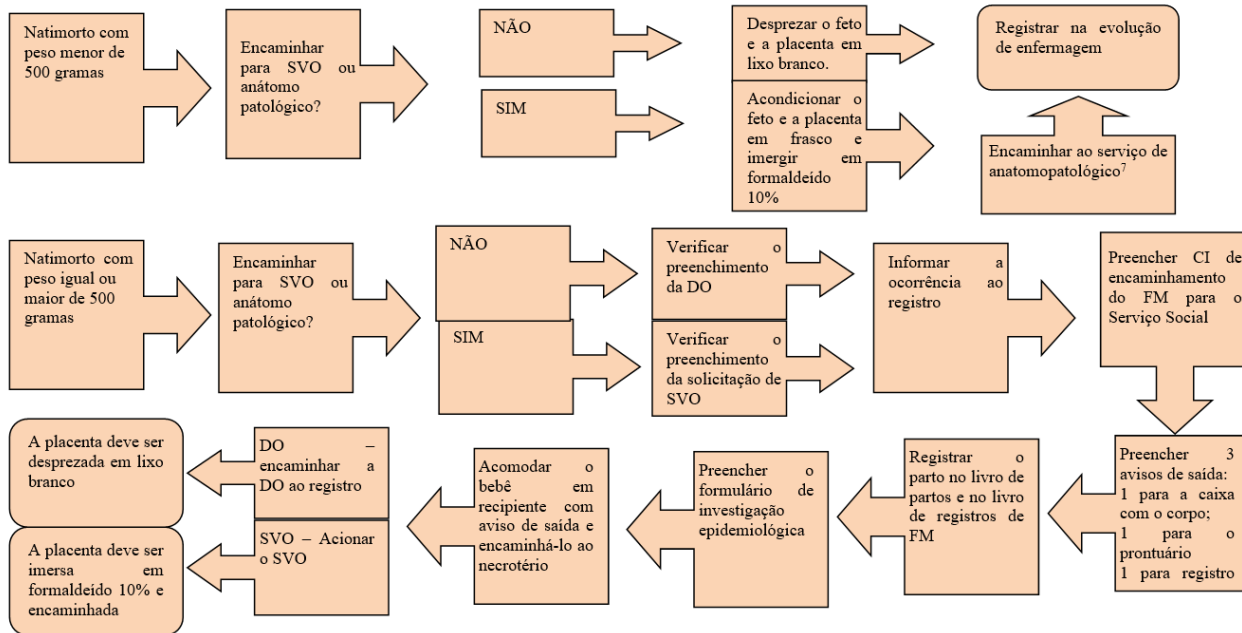 Natimorto com
peso menor de
500 gramas
Encaminhar
para SVO ou
anátomo
patológico?
NÃO
SIM
Desprezar o feto
e a placenta em
lixo branco.
Acondicionar o
feto e a placenta
em frasco e
imergir em
formaldeído
10%
Registrar na evolução
de enfermagem
Encaminhar ao serviço de
anatomopatológico⁷
Natimorto com
peso igual ou
maior de 500
gramas
Encaminhar
para SVO ou
anátomo
patológico?
NÃO
SIM
Verificar o
preenchimento
da DO
Verificar o
preenchimento
da solicitação de
SVO
Informar a
ocorrência ao
registro
Preencher CI de
encaminhamento
do FM para o
Serviço Social
Preencher 3
avisos de saída:
1 para a caixa
com o corpo;
1 para o
prontuário
1 para registro
Registrar o
parto no livro de
partos e no livro
de registros de
FM
Preencher o
formulário de
investigação
epidemiológica
Acomodar o
bebê em
recipiente com
aviso de saída e
encaminhá-lo ao
necrotério
DO –
encaminhar a
DO ao registro
SVO – Acionar
o SVO
A placenta deve ser
desprezada em lixo
branco
A placenta deve ser
imersa em
formaldeído 10% e
encaminhada